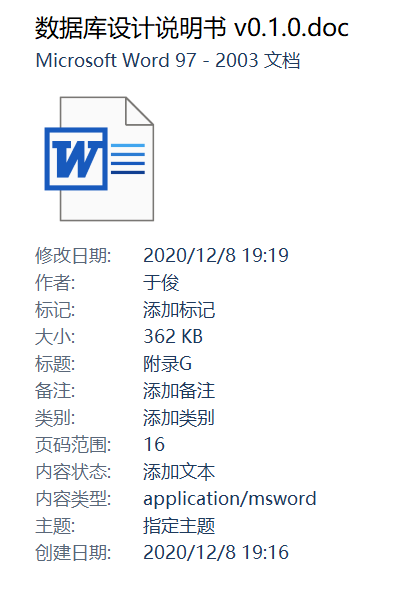 数据库设计说明书 v0.1.0.doc
Microsoft Word 97 - 2003 文档
W
修改日期: 2020/12/8 19:19
作者: 于俊
标记: 添加标记
大小: 362 KB
标题: 附录G
备注: 添加备注
类别: 添加类别
页码范围: 16
内容状态: 添加文本
内容类型: application/msword
主题: 指定主题
创建日期: 2020/12/8 19:16